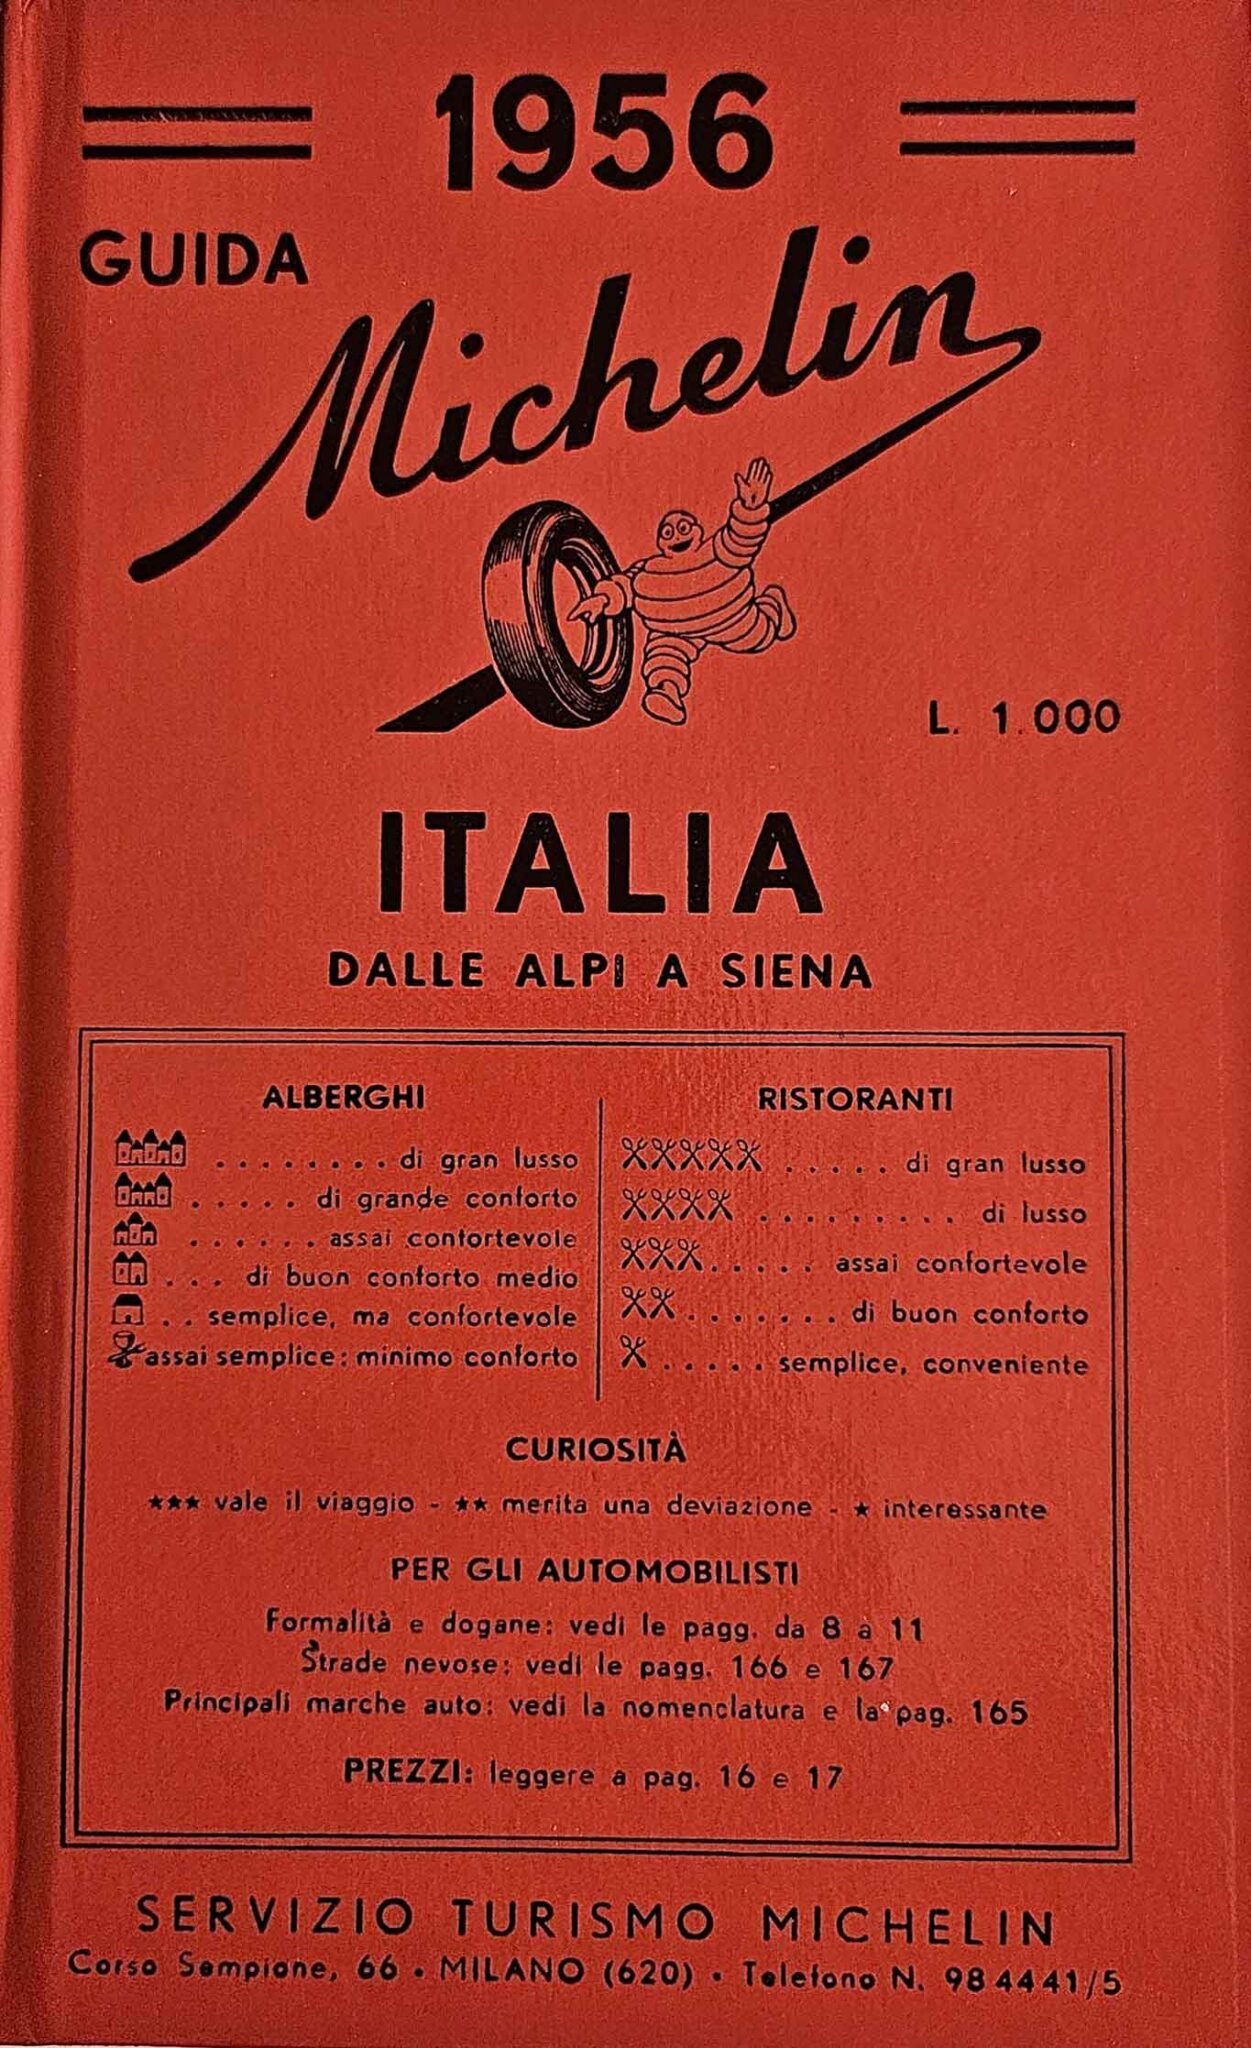 1956
GUIDA
Michelin
L. 1.000
ITALIA
DALLE ALPI A SIENA
ALBERGHI
........ di gran lusso
..... di grande conforto
...... assai confortevole
... di buon conforto medio
.. semplice, ma confortevole
assai semplice: minimo conforto
RISTORANTI
..... di gran lusso
......... di lusso
..... assai confortevole
....... di buon conforto
..... semplice, conveniente
CURIOSITÀ
★★★ vale il viaggio - ★★ merita una deviazione - ★ interessante
PER GLI AUTOMOBILISTI
Formalità e dogane: vedi le pagg. da 8 a 11
Strade nevose: vedi le pagg. 166 e 167
Principali marche auto: vedi la nomenclatura e la pag. 165
PREZZI: leggere a pag. 16 e 17
SERVIZIO TURISMO MICHELIN
Corso Sempione, 66 • MILANO (620) • Telefono N. 98 44 41/5